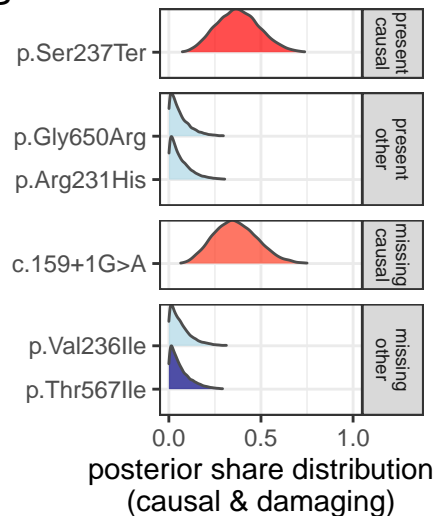 p.Ser237Ter
present
causal
p.Gly650Arg
p.Arg231His
present
other
c.159+1G>A
missing
causal
p.Val236Ile
p.Thr567Ile
missing
other
0.0 0.5 1.0
posterior share distribution
(causal & damaging)